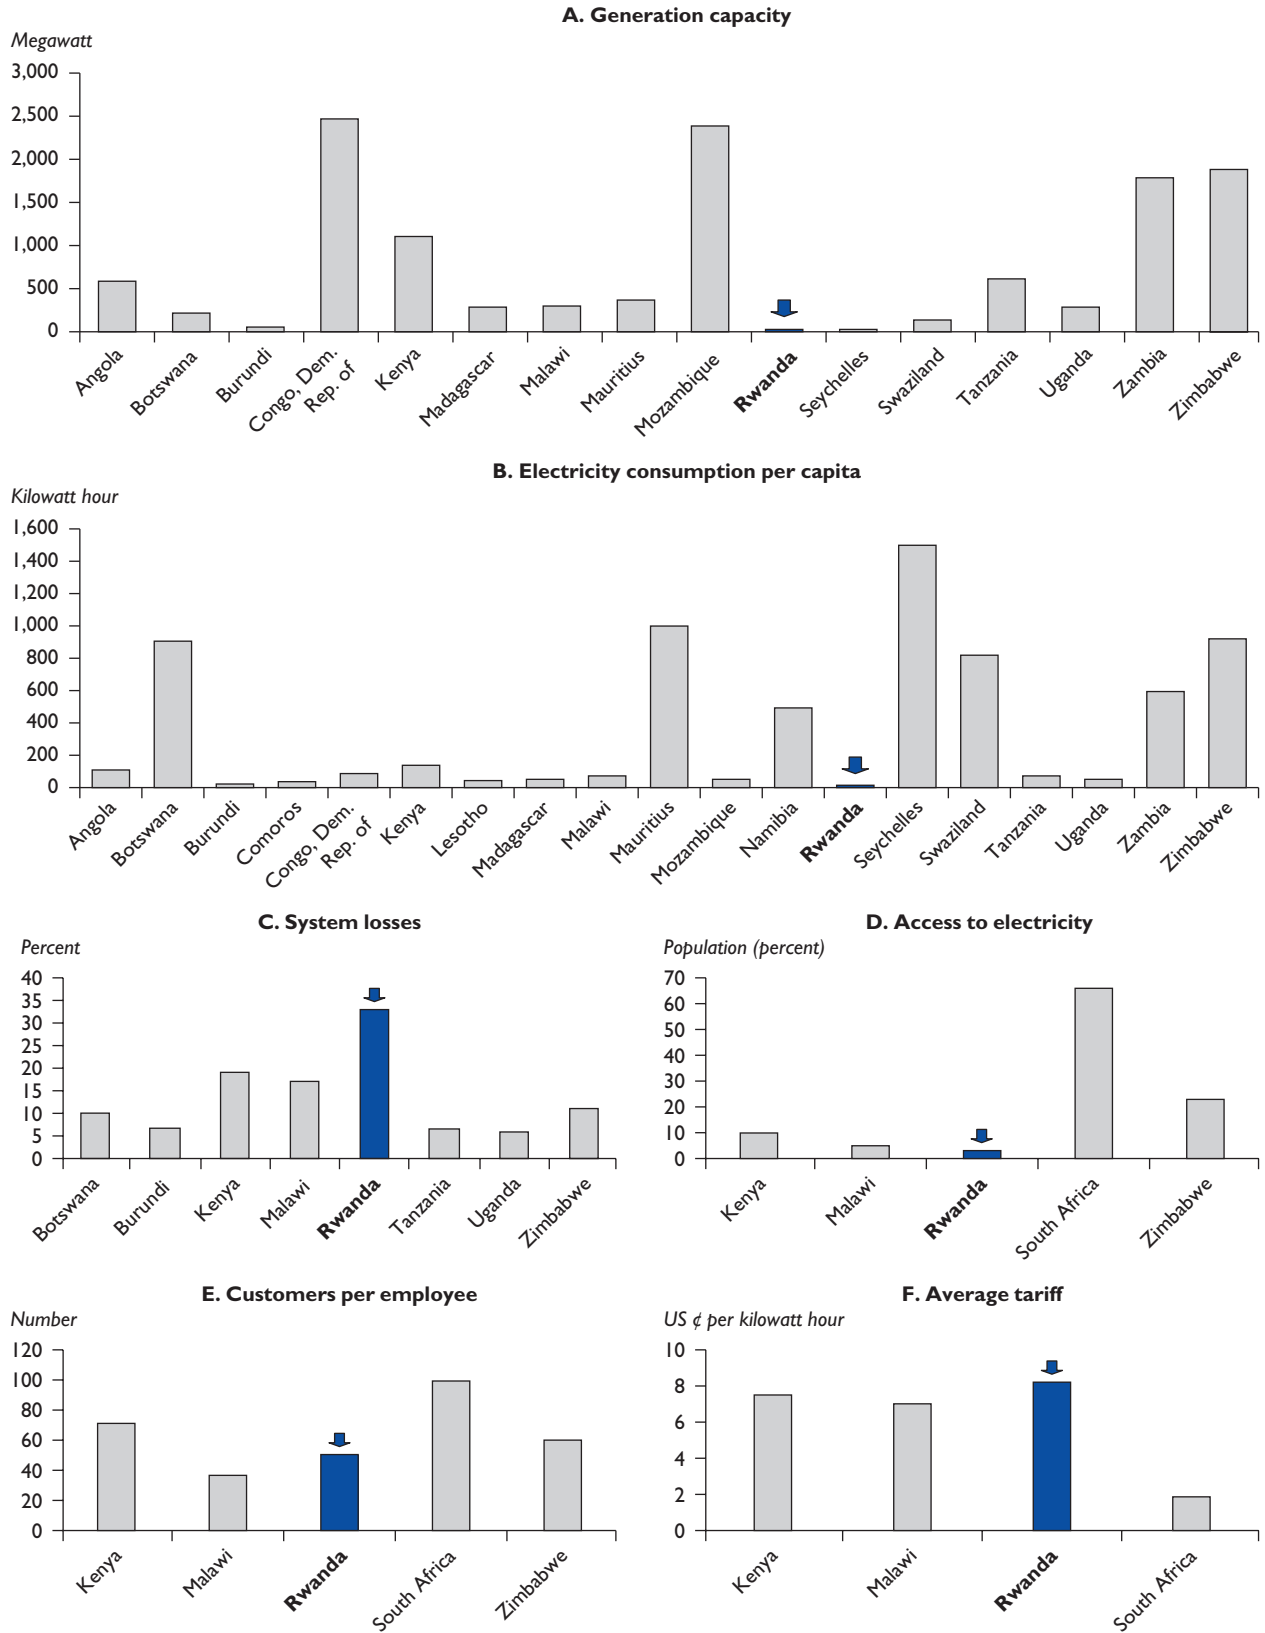 A. Generation capacity
Megawatt
3,000
2,500
2,000
1,500
1,000
500
0
Angola
Botswana
Burundi
Congo, Dem.
Rep. of
Kenya
Madagascar
Malawi
Mauritius
Mozambique
Rwanda
Seychelles
Swaziland
Tanzania
Uganda
Zambia
Zimbabwe
B. Electricity consumption per capita
Kilowatt hour
1,600
1,400
1,200
1,000
800
600
400
200
0
Angola
Botswana
Burundi
Comoros
Congo, Dem.
Rep. of
Kenya
Lesotho
Madagascar
Malawi
Mauritius
Mozambique
Namibia
Rwanda
Seychelles
Swaziland
Tanzania
Uganda
Zambia
Zimbabwe
C. System losses
Percent
40
35
30
25
20
15
10
5
0
Botswana
Burundi
Kenya
Malawi
Rwanda
Tanzania
Uganda
Zimbabwe
D. Access to electricity
Population (percent)
70
60
50
40
30
20
10
0
Kenya
Malawi
Rwanda
South Africa
Zimbabwe
E. Customers per employee
Number
120
100
80
60
40
20
0
Kenya
Malawi
Rwanda
South Africa
Zimbabwe
F. Average tariff
US ¢ per kilowatt hour
10
8
6
4
2
0
Kenya
Malawi
Rwanda
South Africa